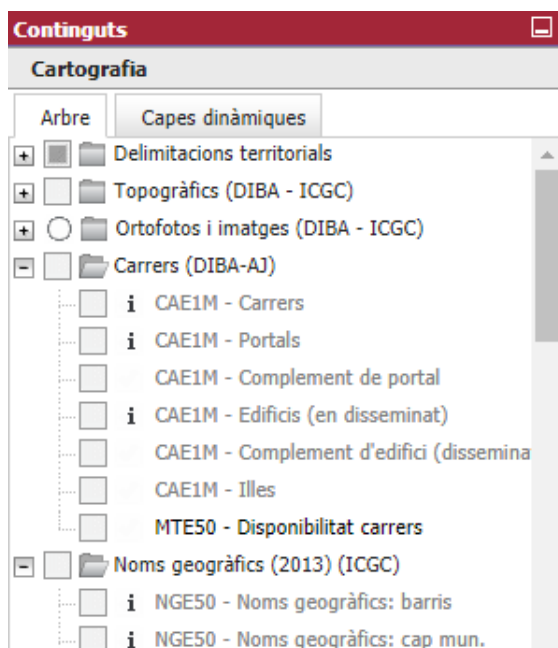 Continguts
Cartografia
Arbre
Capes dinàmiques
Delimitacions territorials
Topogràfics (DIBA - ICGC)
Ortofotos i imatges (DIBA - ICGC)
Carrers (DIBA-AJ)
i CAE1M - Carrers
i CAE1M - Portals
CAE1M - Complement de portal
i CAE1M - Edificis (en disseminat)
CAE1M - Complement d'edifici (dissemina
CAE1M - Illes
MTE50 - Disponibilitat carrers
Noms geogràfics (2013) (ICGC)
i NGE50 - Noms geogràfics: barris
i NGE50 - Noms geogràfics: cap mun.